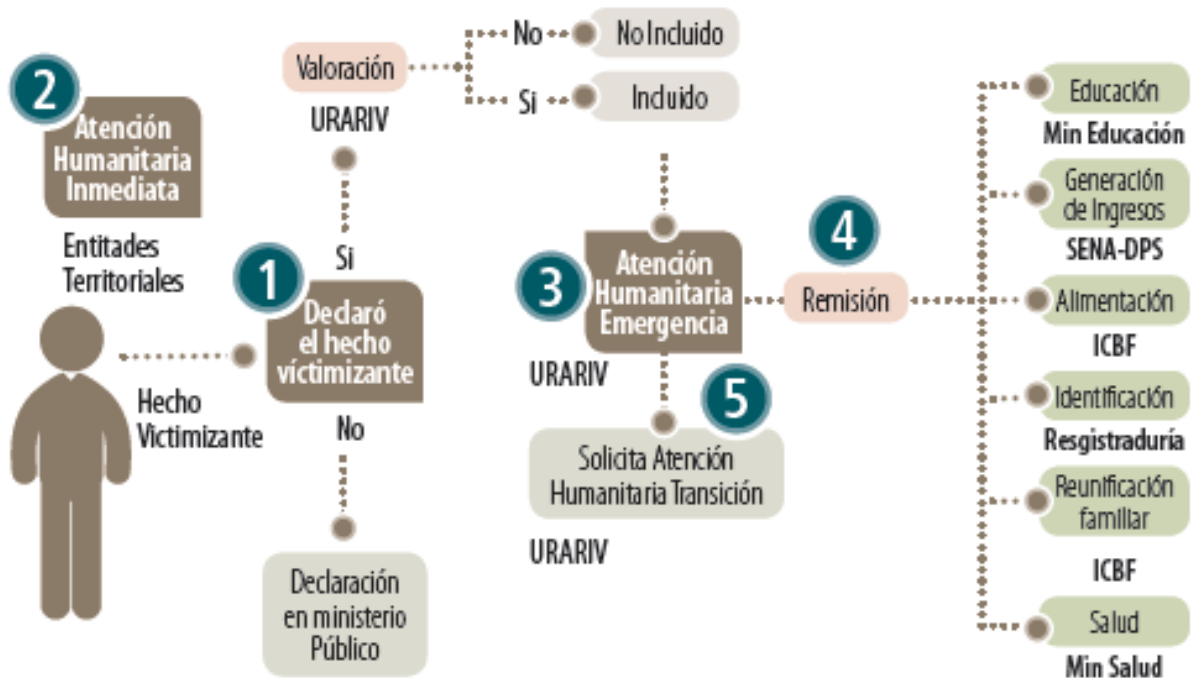 2
Atención
Humanitaria
Inmediata
Entitades
Territoriales
Hecho
Victimizante
1
Declaró
el hecho
víctimizante
Si
URARIV
Valoración
No
No Incluido
Si
Incluido
No
Declaración
en ministerio
Público
3
Atención
Humanitaria
Emergencia
URARIV
5
Solicita Atención
Humanitaria Transición
URARIV
4
Remisión
Educación
Min Educación
Generación
de Ingresos
SENA-DPS
Alimentación
ICBF
Identificación
Resgistraduría
Reunificación
familiar
ICBF
Salud
Min Salud